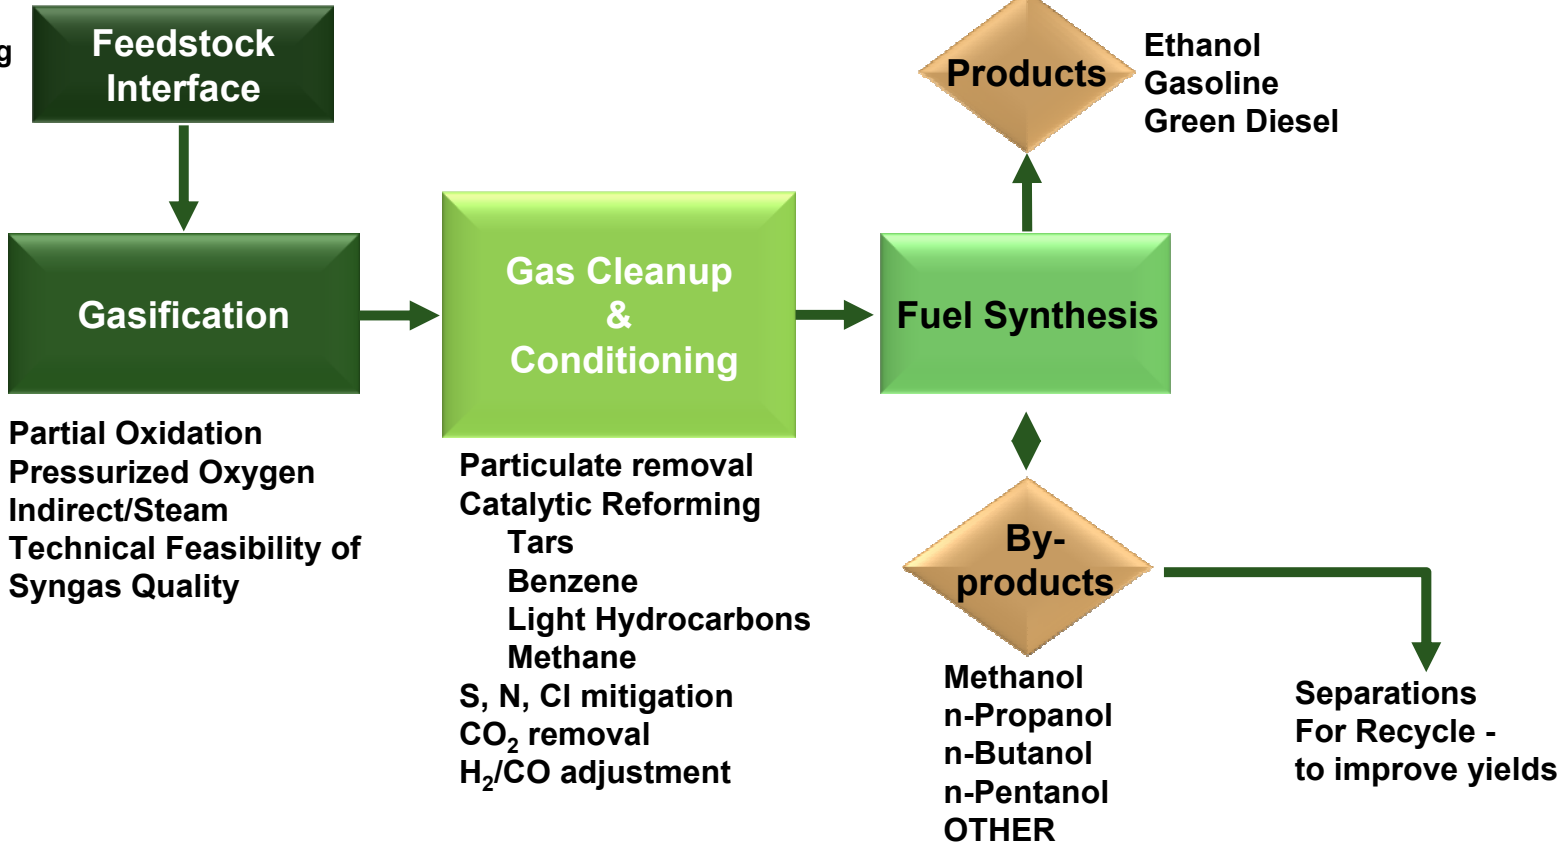 Feedstock
Interface
Products
Ethanol
Gasoline
Green Diesel
Gasification
Gas Cleanup
&
Conditioning
Fuel Synthesis
Partial Oxidation
Pressurized Oxygen
Indirect/Steam
Technical Feasibility of
Syngas Quality
Particulate removal
Catalytic Reforming
Tars
Benzene
Light Hydrocarbons
Methane
S, N, Cl mitigation
CO₂ removal
H₂/CO adjustment
By-
products
Methanol
n-Propanol
n-Butanol
n-Pentanol
OTHER
Separations
For Recycle -
to improve yields